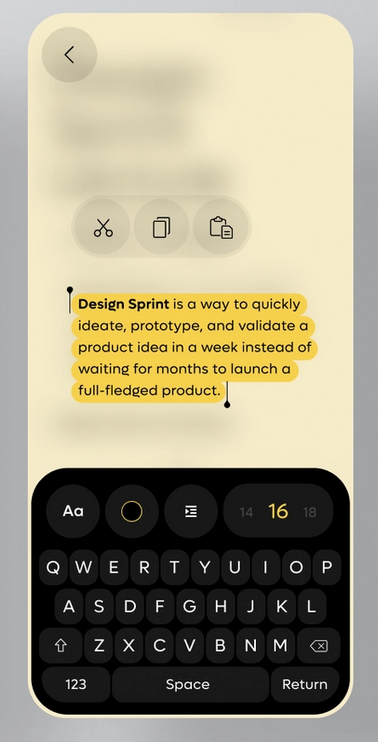 Design Sprint is a way to quickly
ideate, prototype, and validate a
product idea in a week instead of
waiting for months to launch a
full-fledged product.
Aa 14 16 18
Q W E R T Y U I O P
A S D F G H J K L
Z X C V B N M
123 Space Return